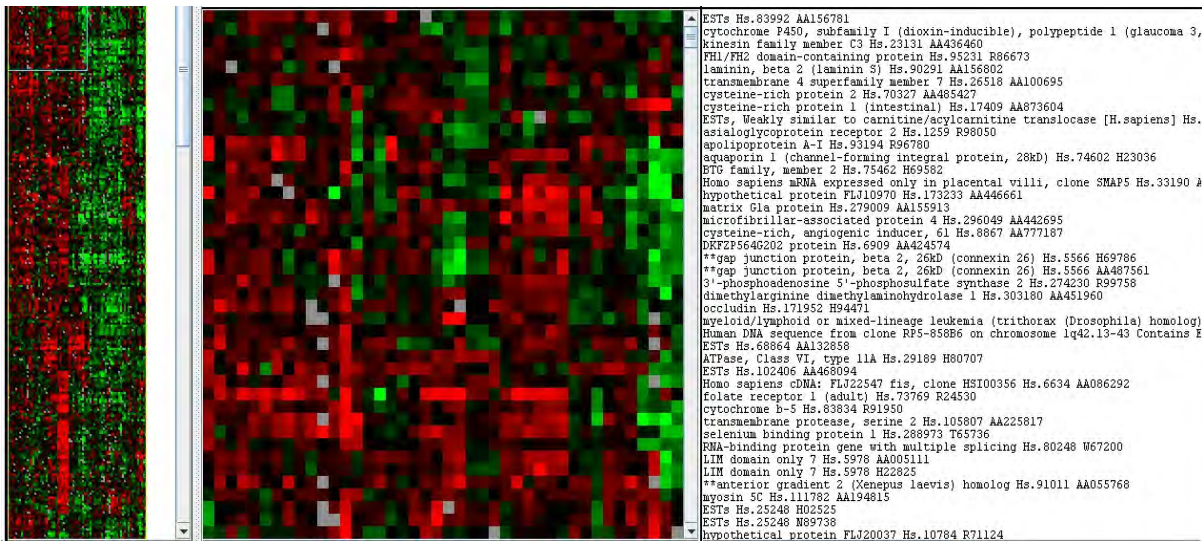 ESTs Hs.83992 AA156781
cytochrome P450, subfamily I (dioxin-inducible), polypeptide 1 (glaucoma 3,
kinesin family member C3 Hs.23131 AA436460
FH1/FH2 domain-containing protein Hs.95231 R86673
laminin, beta 2 (laminin S) Hs.90291 AA156802
transmembrane 4 superfamily member 7 Hs.26518 AA100695
cysteine-rich protein 2 Hs.70327 AA485427
cysteine-rich protein 1 (intestinal) Hs.17409 AA873604
ESTs, Weakly similar to carnitine/acylcarnitine translocase [H.sapiens] Hs.
asialoglycoprotein receptor 2 Hs.1259 R98050
apolipoprotein A-I Hs.93194 R96780
aquaporin 1 (channel-forming integral protein, 28kD) Hs.74602 H23036
BTG family, member 2 Hs.75462 H69582
Homo sapiens mRNA expressed only in placental villi, clone SMAP5 Hs.33190 A
hypothetical protein FLJ10970 Hs.173233 AA446661
matrix Gla protein Hs.279009 AA155913
microfibrillar-associated protein 4 Hs.296049 AA442695
cysteine-rich, angiogenic inducer, 61 Hs.8867 AA777187
DKFZP564G202 protein Hs.6909 AA424574
**gap junction protein, beta 2, 26kD (connexin 26) Hs.5566 H69786
**gap junction protein, beta 2, 26kD (connexin 26) Hs.5566 AA487561
3'-phosphoadenosine 5'-phosphosulfate synthase 2 Hs.274230 R99758
dimethylarginine dimethylaminohydrolase 1 Hs.303180 AA451960
occludin Hs.171952 H94471
myeloid/lymphoid or mixed-lineage leukemia (trithorax (Drosophila) homolog)
Human DNA sequence from clone RP5-858B6 on chromosome 1q42.13-43 Contains E
ESTs Hs.68864 AA132858
ATPase, Class VI, type 11A Hs.29189 H80707
ESTs Hs.102406 AA468094
Homo sapiens cDNA: FLJ22547 fis, clone HSI00356 Hs.6634 AA086292
folate receptor 1 (adult) Hs.73769 R24530
cytochrome b-5 Hs.83834 R91950
transmembrane protease, serine 2 Hs.105807 AA225817
selenium binding protein 1 Hs.288973 T65736
RNA-binding protein gene with multiple splicing Hs.80248 W67200
LIM domain only 7 Hs.5978 AA005111
LIM domain only 7 Hs.5978 H22825
**anterior gradient 2 (Xenepus laevis) homolog Hs.91011 AA055768
myosin 5C Hs.111782 AA194815
ESTs Hs.25248 H02525
ESTs Hs.25248 N89738
hypothetical protein FLJ20037 Hs.10784 R71124